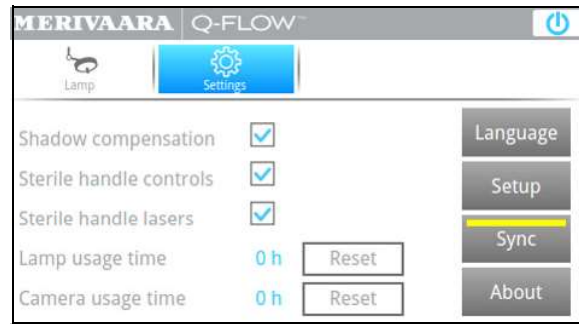 MERIVAARA Q-FLOW™
Lamp
Settings
Shadow compensation
Sterile handle controls
Sterile handle lasers
Lamp usage time 0 h Reset
Camera usage time 0 h Reset
Language
Setup
Sync
About